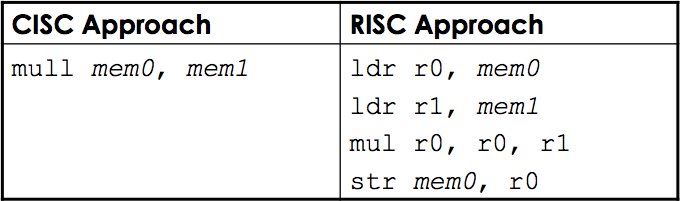 CISC Approach
RISC Approach
mull mem0, mem1
ldr r0, mem0
ldr r1, mem1
mul r0, r0, r1
str mem0, r0